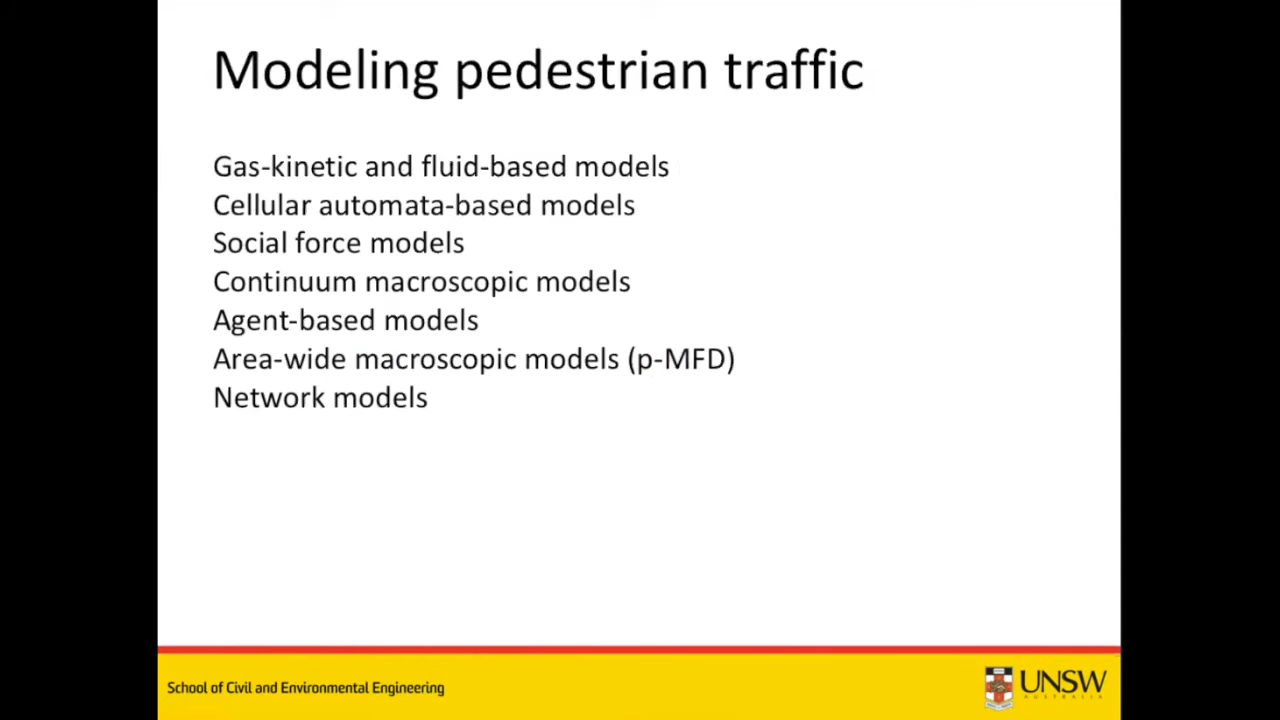 Modeling pedestrian traffic
Gas-kinetic and fluid-based models
Cellular automata-based models
Social force models
Continuum macroscopic models
Agent-based models
Area-wide macroscopic models (p-MFD)
Network models
School of Civil and Environmental Engineering
UNSW
AUSTRALIA